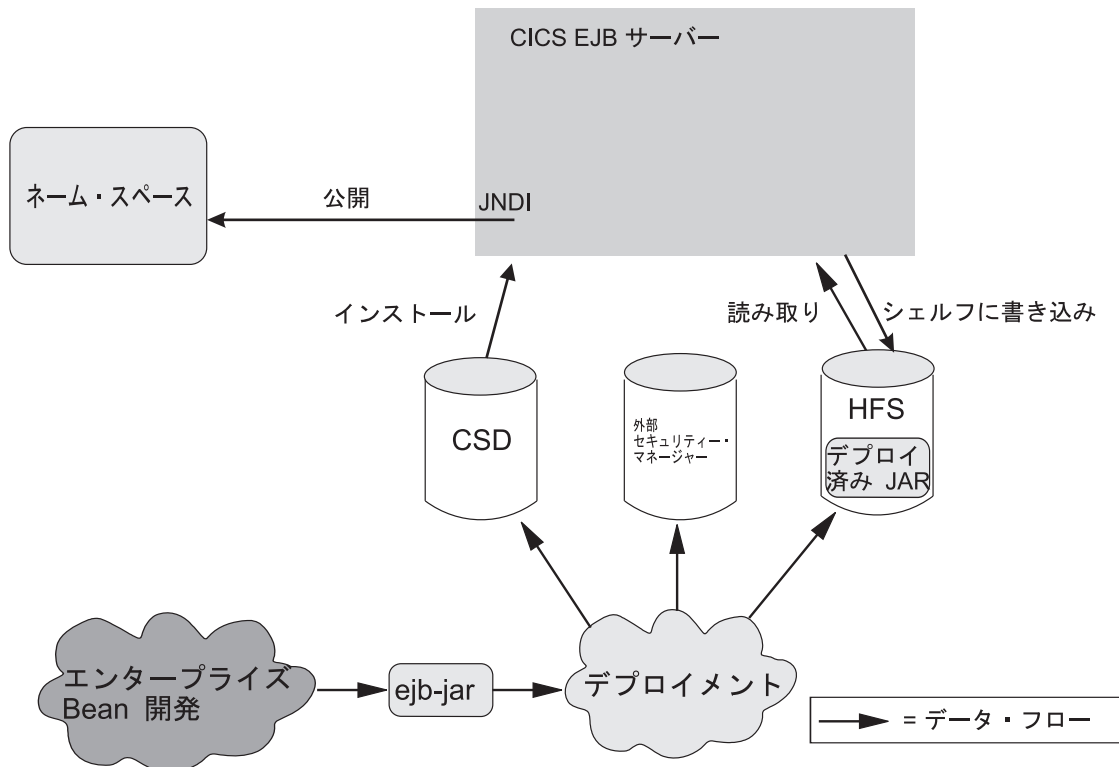 CICS EJB サーバー
ネーム・スペース
公開
JNDI
インストール
読み取り
シェルフに書き込み
CSD
外部
セキュリティー・
マネージャー
HFS
デプロイ
済み JAR
エンタープライズ
Bean 開発
ejb-jar
デプロイメント
= データ・フロー